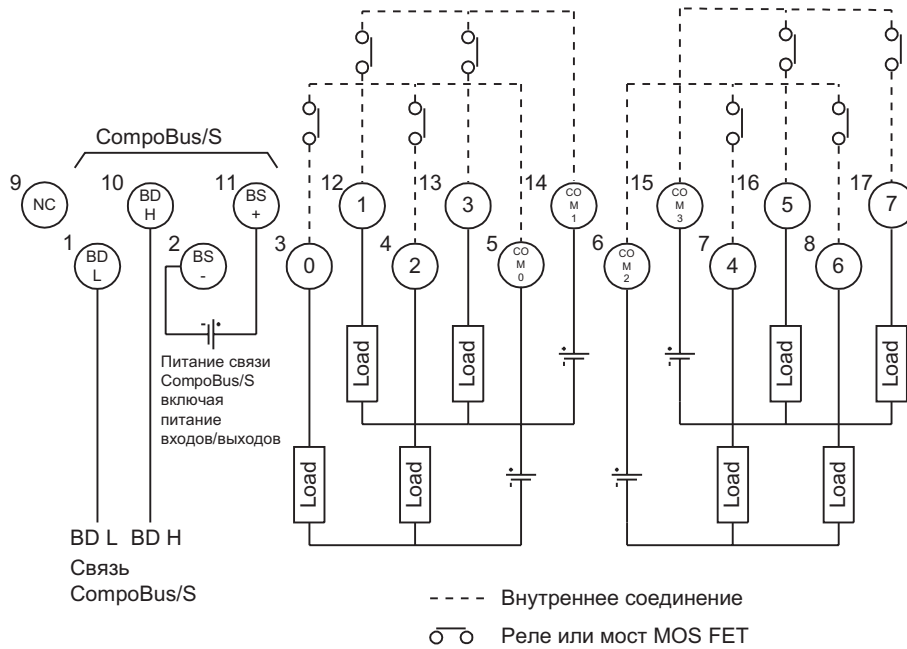 CompoBus/S
9
NC
10
BD
H
11
BS
+
12
1
13
3
14
CO
M
1
15
CO
M
3
16
5
17
7
1
BD
L
2
BS
-
3
0
4
2
5
CO
M
0
6
CO
M
2
7
4
8
6
- +
Питание связи
CompoBus/S
включая
питание
входов/выходов
Load
Load
Load
Load
Load
Load
Load
Load
BD L BD H
Связь
CompoBus/S
Внутреннее соединение
Реле или мост MOS FET